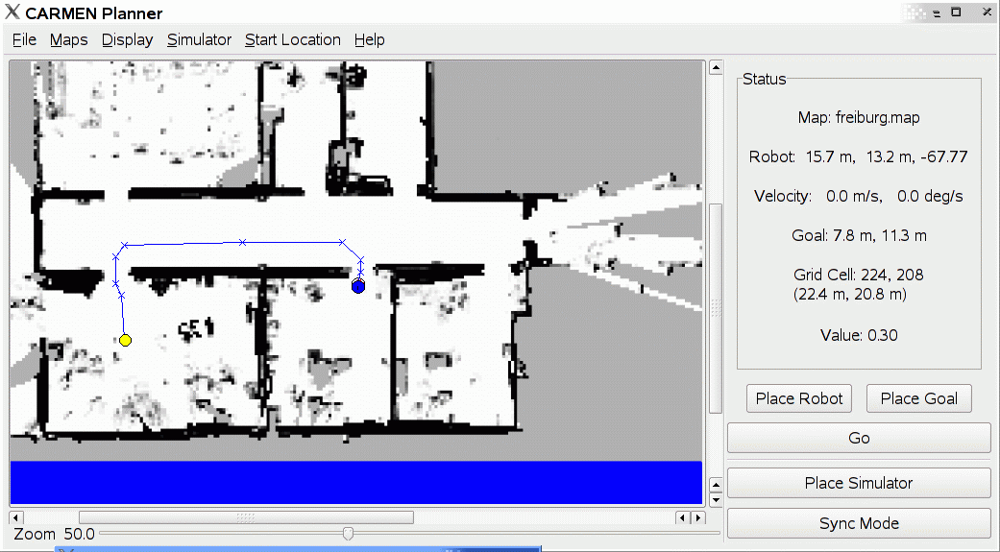 CARMEN Planner
File Maps Display Simulator Start Location Help
Status
Map: freiburg.map
Robot: 15.7 m, 13.2 m, -67.77
Velocity: 0.0 m/s, 0.0 deg/s
Goal: 7.8 m, 11.3 m
Grid Cell: 224, 208
(22.4 m, 20.8 m)
Value: 0.30
Place Robot Place Goal
Go
Place Simulator
Sync Mode
Zoom 50.0